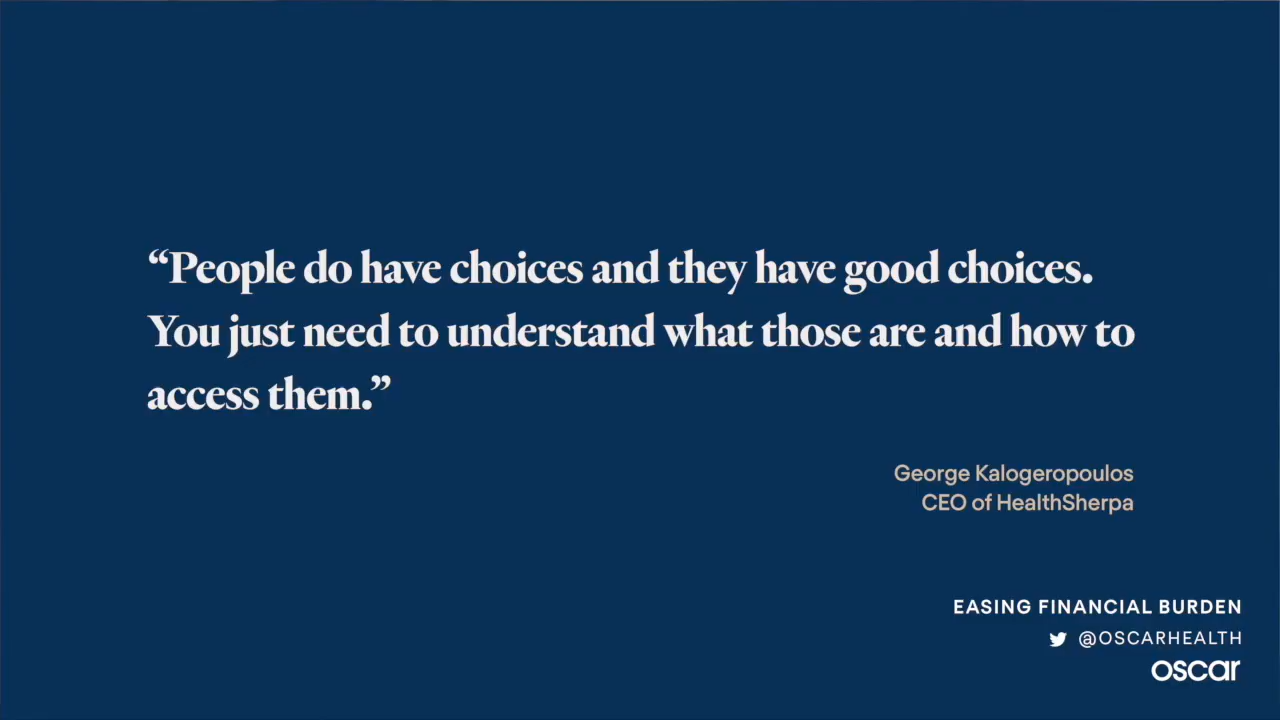 “People do have choices and they have good choices.
You just need to understand what those are and how to
access them.”
George Kalogeropoulos
CEO of HealthSherpa
EASING FINANCIAL BURDEN
@OSCARHEALTH
oscar